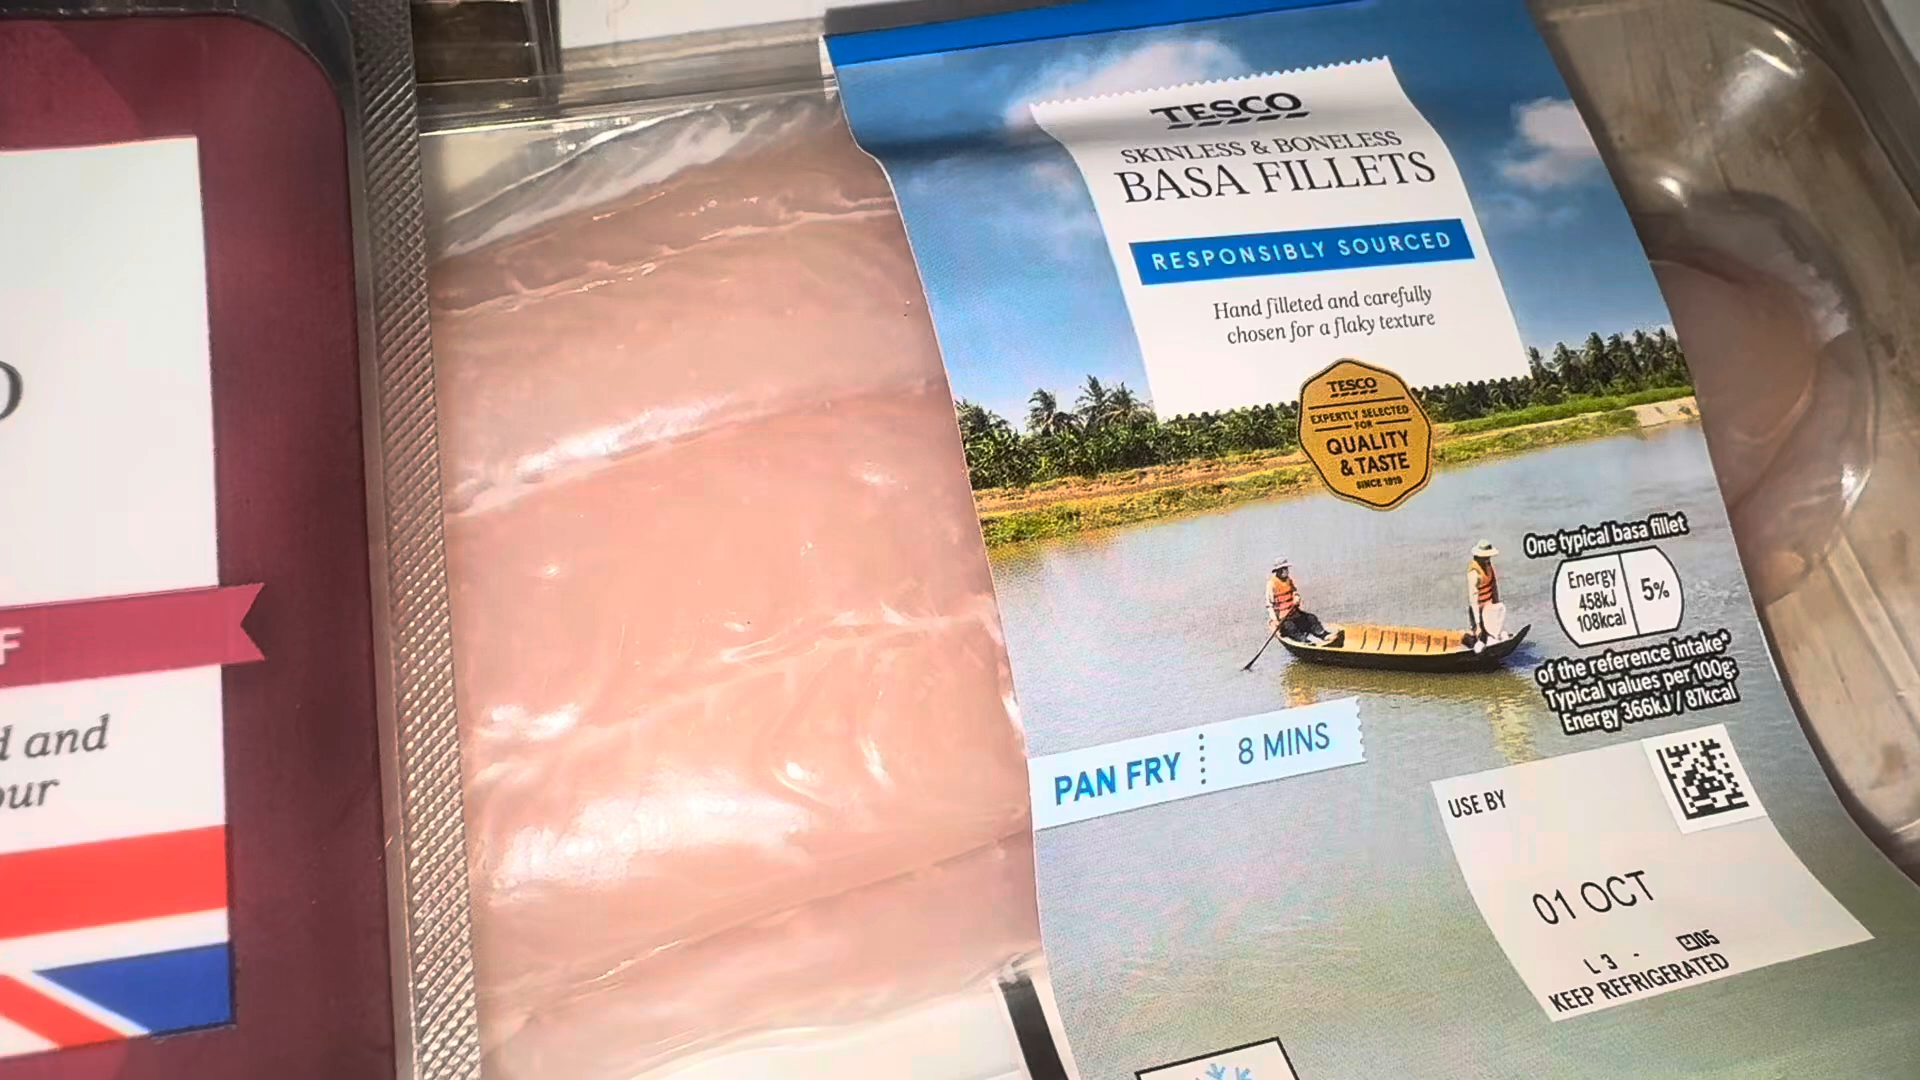 d and
TESCO
SKINLESS & BONELESS
BASA FILLETS
RESPONSIBLY SOURCED
Hand filleted and carefully
chosen for a flaky texture
TESCO
EXPERTLY SELECTED
FOR
QUALITY
& TASTE
SINCE 1919
One typical basa fillet
Energy
458kJ
108kcal
5%
of the reference intake*
Typical values per 100g:
Energy 366kJ / 87kcal
PAN FRY 8 MINS
USE BY
01 OCT
L 3 - 05
KEEP REFRIGERATED